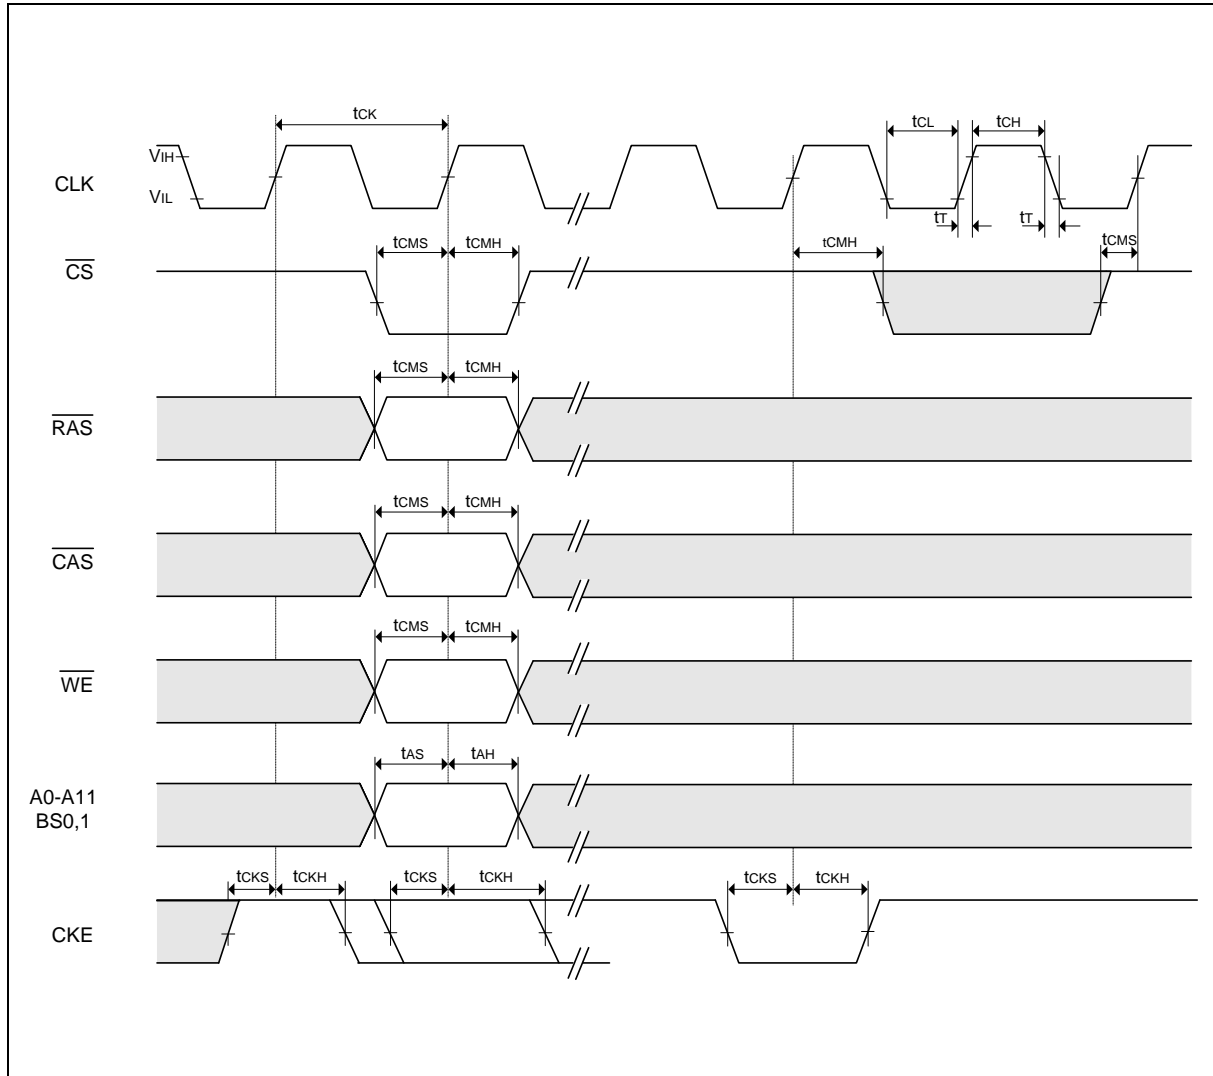 tCK
tCL
tCH
VIH
CLK
VIL
tT
tT
tCMS
tCMH
tCMH
tCMS
CS
tCMS
tCMH
RAS
tCMS
tCMH
CAS
tCMS
tCMH
WE
tAS
tAH
A0-A11
BS0,1
tCKS
tCKH
tCKS
tCKH
tCKS
tCKH
CKE